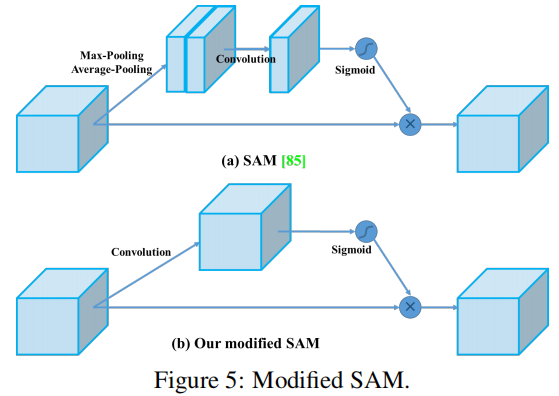 Max-Pooling
Average-Pooling
Convolution
Sigmoid
×
(a) SAM [85]
Convolution
Sigmoid
×
(b) Our modified SAM
Figure 5: Modified SAM.